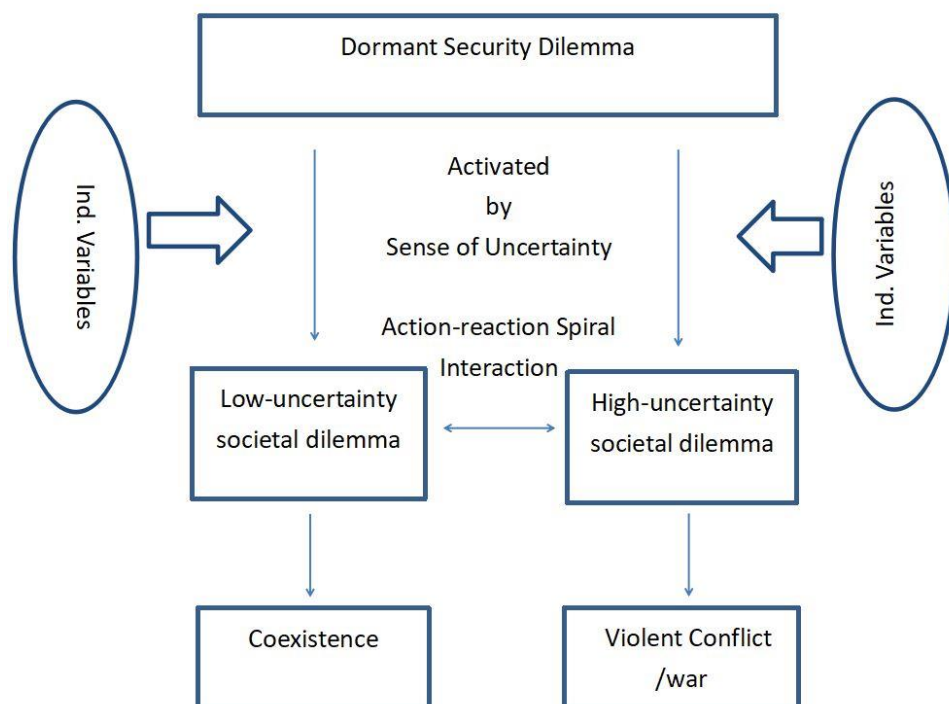 Dormant Security Dilemma
Ind. Variables
Activated
by
Sense of Uncertainty
Ind. Variables
Action-reaction Spiral
Interaction
Low-uncertainty
societal dilemma
High-uncertainty
societal dilemma
Coexistence
Violent Conflict
/war